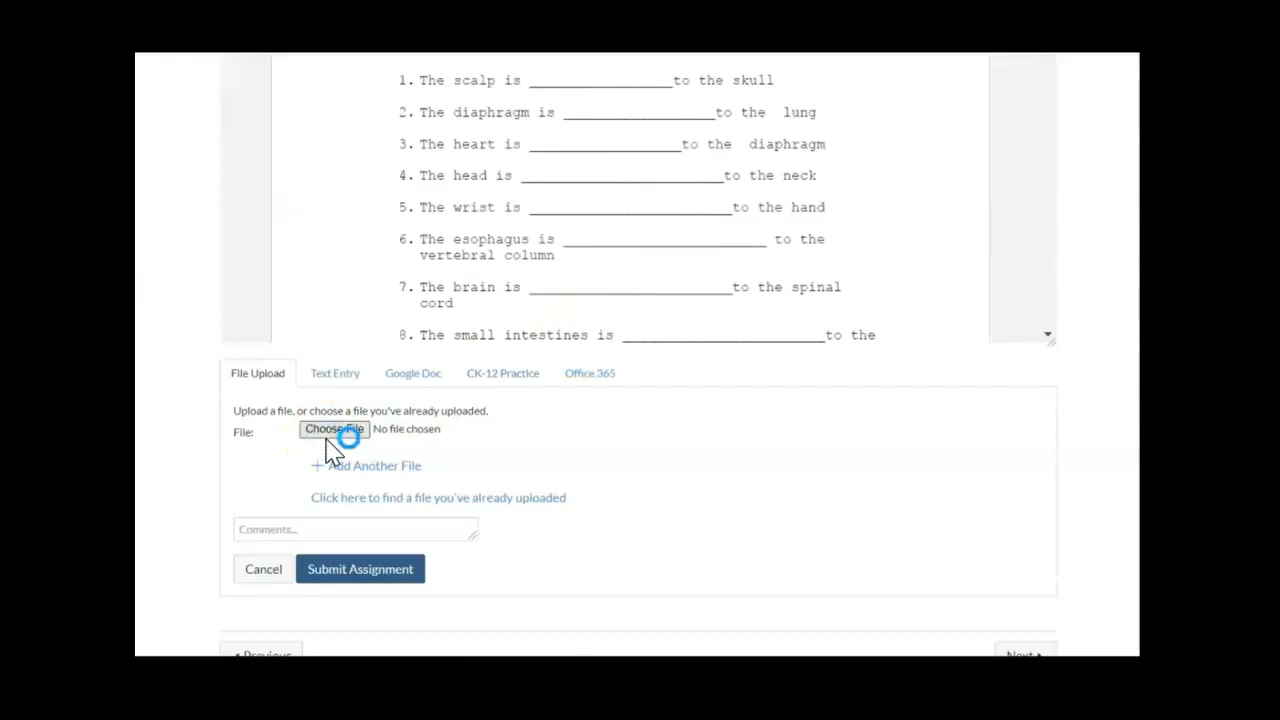 1. The scalp is _________________to the skull
2. The diaphragm is __________________to the lung
3. The heart is __________________to the diaphragm
4. The head is ________________________to the neck
5. The wrist is ________________________to the hand
6. The esophagus is ________________________ to the
vertebral column
7. The brain is ________________________to the spinal
cord
8. The small intestines is ________________________to the
File Upload Text Entry Google Doc CK-12 Practice Office 365
Upload a file, or choose a file you've already uploaded.
File: Choose File No file chosen
+ Add Another File
Click here to find a file you've already uploaded
Comments...
Cancel Submit Assignment
Previous Next